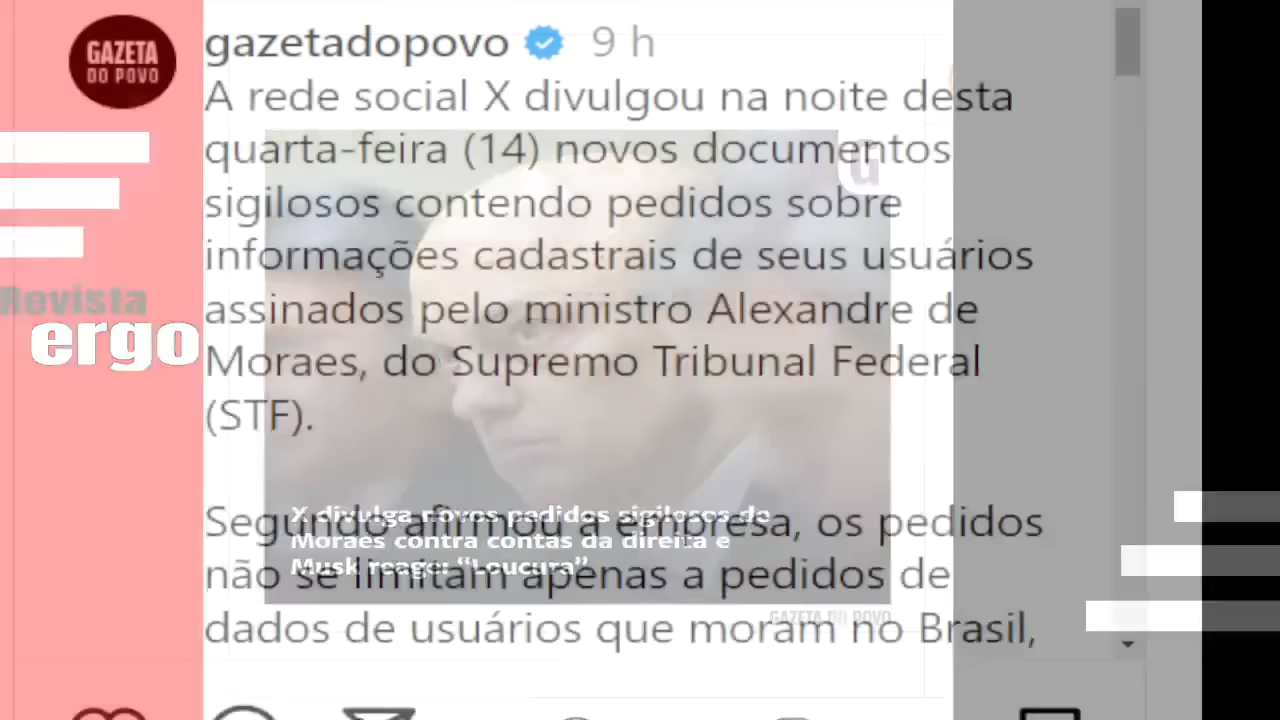 GAZETA
DO POVO
gazetadopovo 9 h
A rede social X divulgou na noite desta
quarta-feira (14) novos documentos
sigilosos contendo pedidos sobre
informações cadastrais de seus usuários
assinados pelo ministro Alexandre de
Moraes, do Supremo Tribunal Federal
(STF).
Revista
ergo
Segundo afirmou a empresa, os pedidos
não se limitam apenas a pedidos de
dados de usuários que moram no Brasil,
X divulga novos pedidos sigilosos de
Moraes contra contas da direita e
Musk reage: “Loucura”
GAZETA DO POVO
u